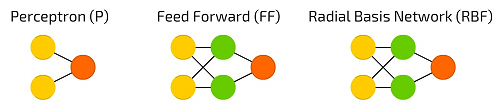 Perceptron (P)
Feed Forward (FF)
Radial Basis Network (RBF)